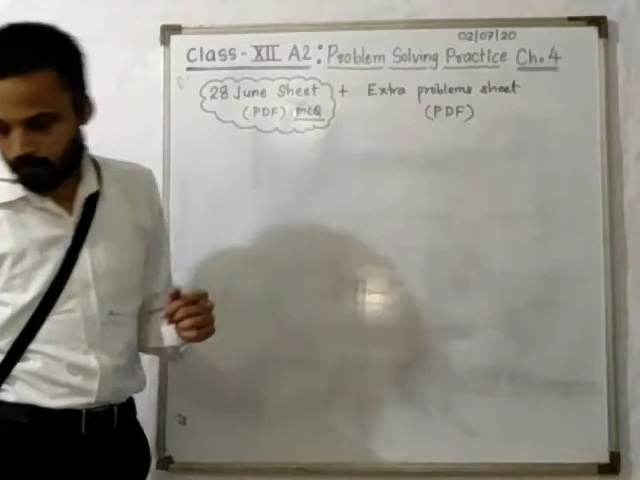 02/07/20
Class - XII A2 : Problem Solving Practice Ch. 4
28 June Sheet + Extra problems sheet
(PDF) MCQ (PDF)